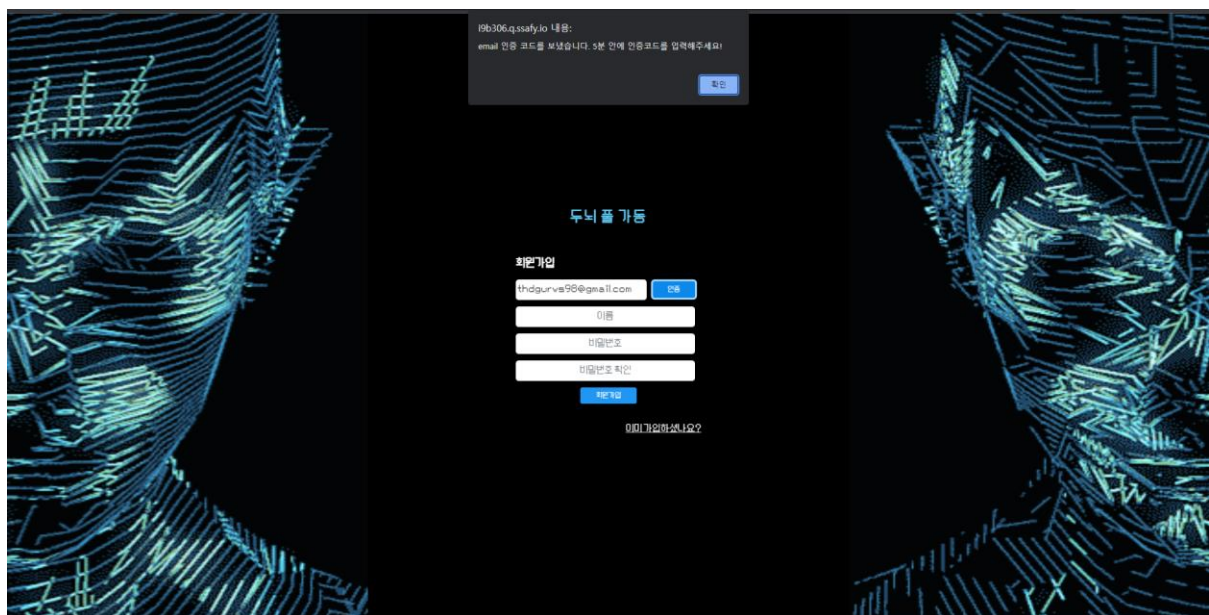 i9b306.q.ssafy.io 내용:
email 인증 코드를 보냈습니다. 5분 안에 인증코드를 입력해주세요!
확인
두뇌 풀 가동
회원가입
thdgurvs98@gmail.com 인증
이름
비밀번호
비밀번호 확인
회원가입
이미 가입하셨나요?